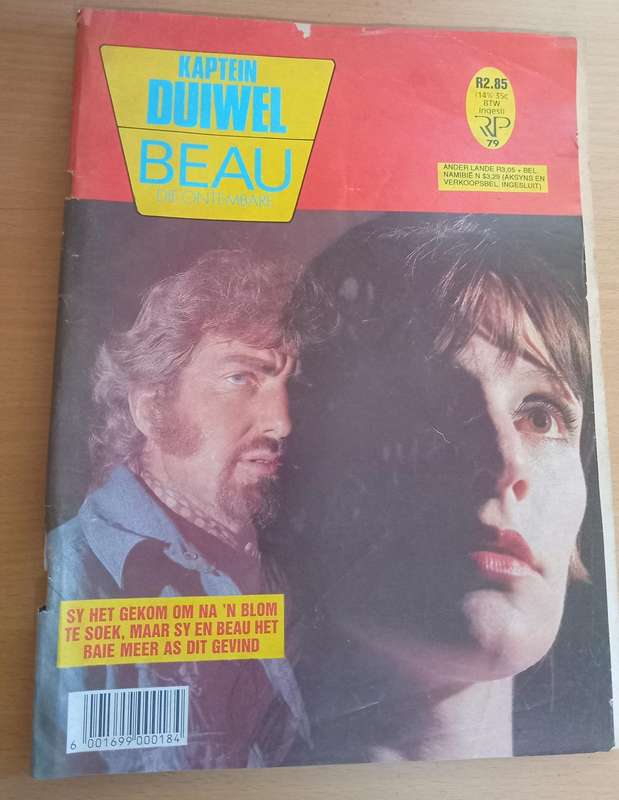 KAPTEIN
DUIWEL
BEAU
DIE ONTEMBARE
R2.85
(14% 35c
BTW
Ingesl)
RP
79
ANDER LANDE R3,05 + BEL.
NAMIBIË N $3,29 (AKSYNS EN
VERKOOPSBEL. INGESLUIT)
SY HET GEKOM OM NA 'N BLOM
TE SOEK, MAAR SY EN BEAU HET
BAIE MEER AS DIT GEVIND
6 001699 000184